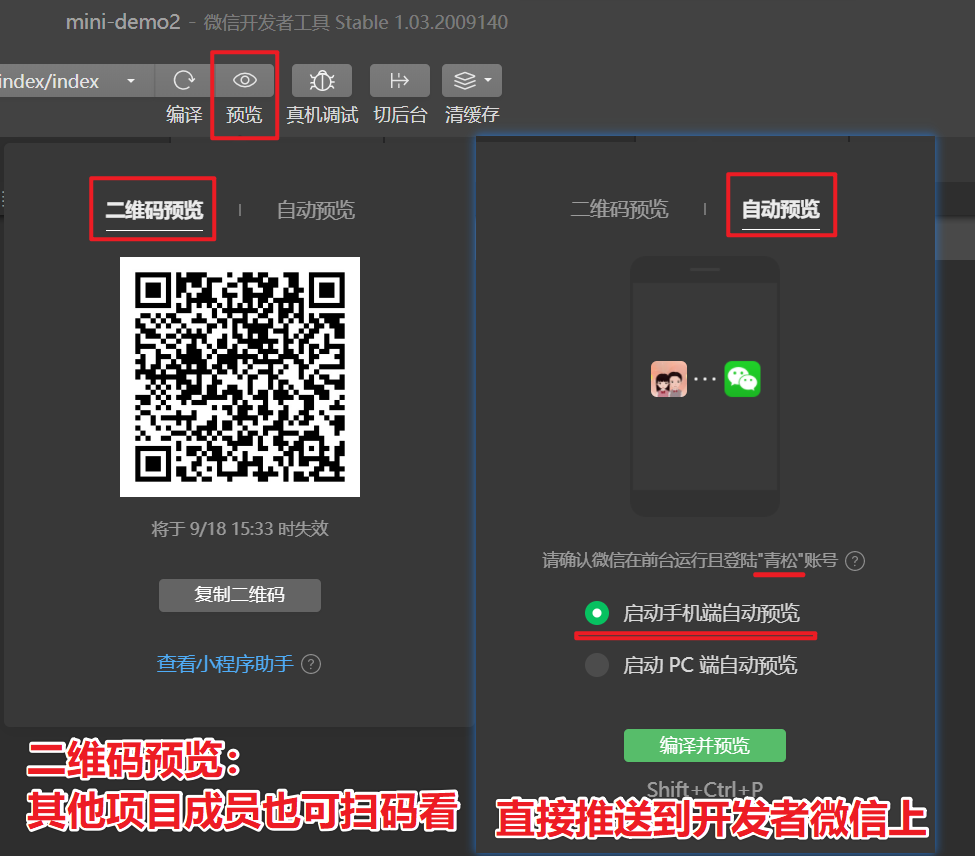 mini-demo2 - 微信开发者工具 Stable 1.03.2009140
index/index
编译 预览 真机调试 切后台 清缓存
二维码预览 自动预览
将于 9/18 15:33 时失效
复制二维码
查看小程序助手 ?
二维码预览：
其他项目成员也可扫码看
二维码预览 自动预览
请确认微信在前台运行且登陆"青松"账号 ?
启动手机端自动预览
启动 PC 端自动预览
编译并预览
Shift+Ctrl+P
直接推送到开发者微信上